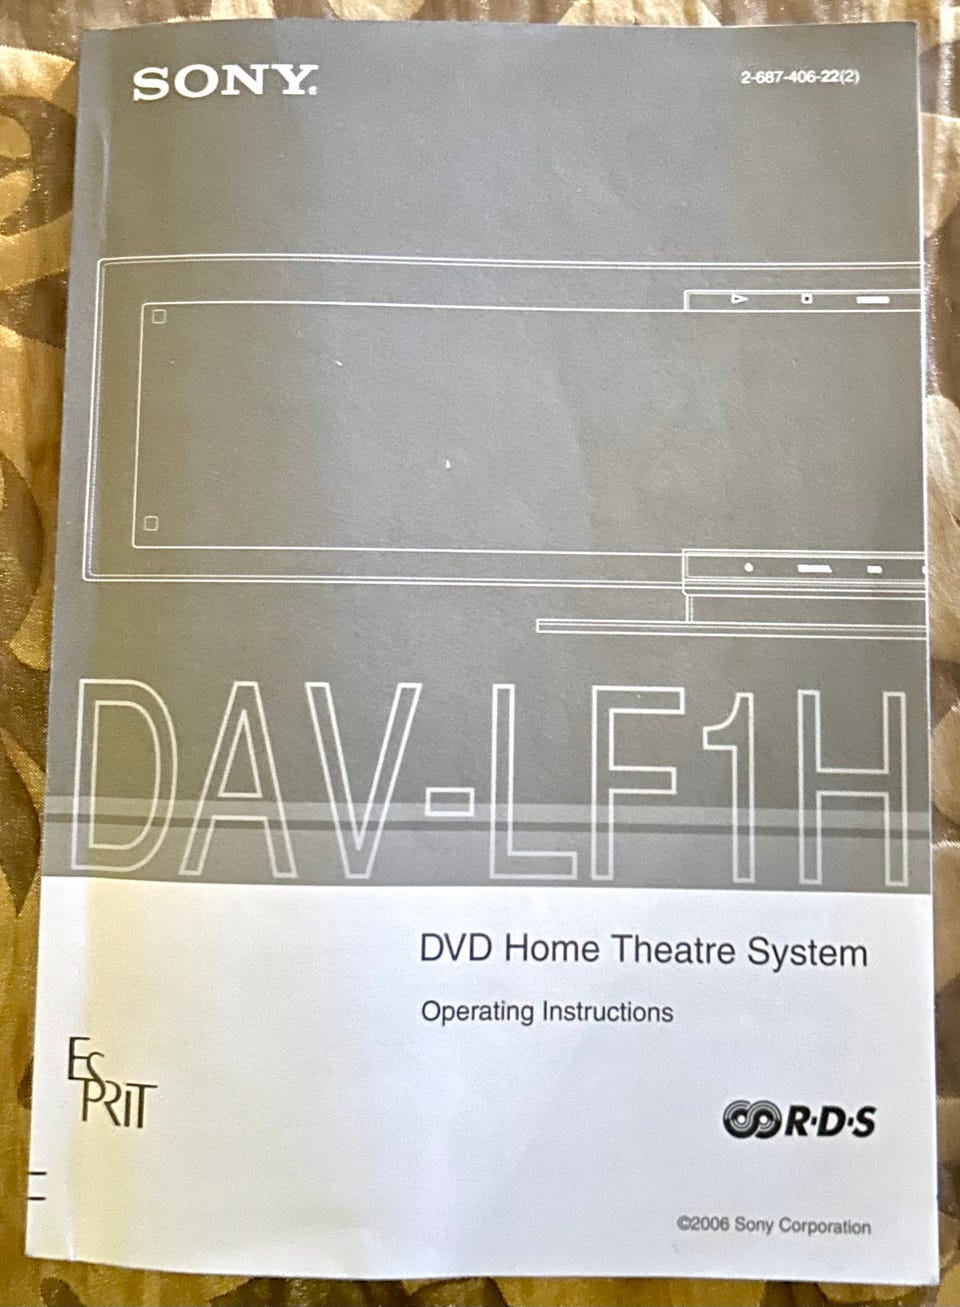 SONY®
2-687-406-22(2)
DAV-LF1H
DVD Home Theatre System
Operating Instructions
ESPRIT
R·D·S
©2006 Sony Corporation